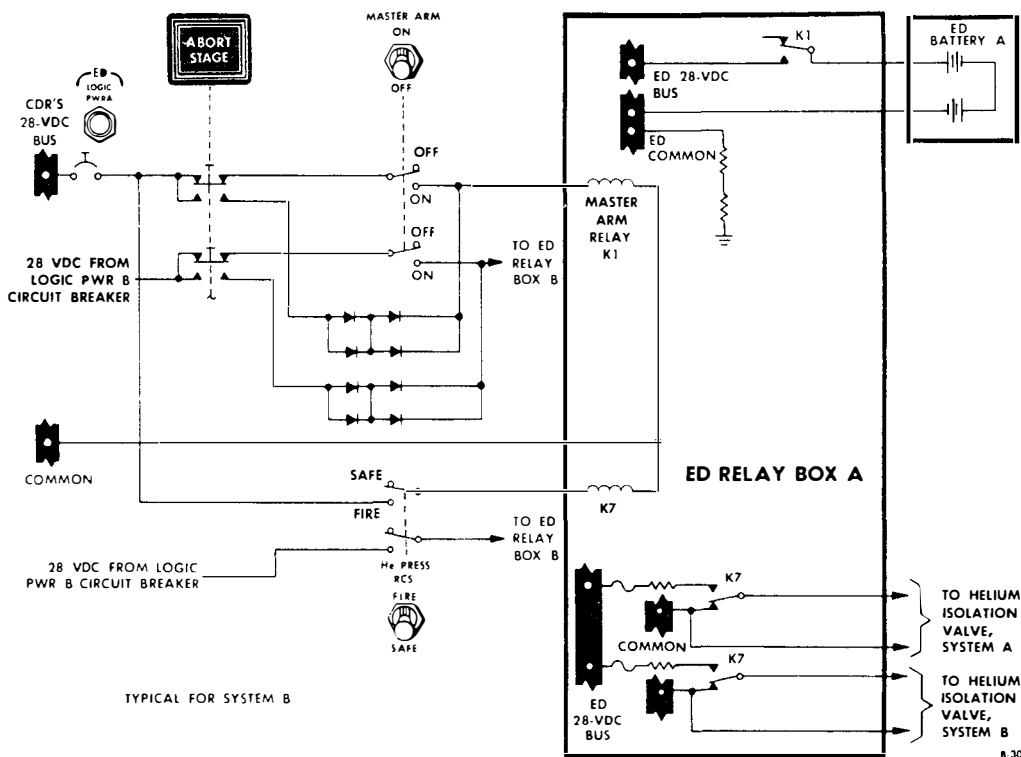 ABORT
STAGE
MASTER ARM
ON
OFF
ED
LOGIC
PWRA
CDR'S
28-VDC
BUS
OFF
ON
OFF
ON
28 VDC FROM
LOGIC PWR B
CIRCUIT BREAKER
TO ED
RELAY
BOX B
COMMON
SAFE
FIRE
28 VDC FROM LOGIC
PWR B CIRCUIT BREAKER
He PRESS
RCS
FIRE
SAFE
TO ED
RELAY
BOX B
TYPICAL FOR SYSTEM B
K1
ED 28-VDC
BUS
ED
COMMON
ED
BATTERY A
MASTER
ARM
RELAY
K1
ED RELAY BOX A
K7
K7
COMMON
K7
ED
28-VDC
BUS
TO HELIUM
ISOLATION
VALVE,
SYSTEM A
TO HELIUM
ISOLATION
VALVE,
SYSTEM B
B-30